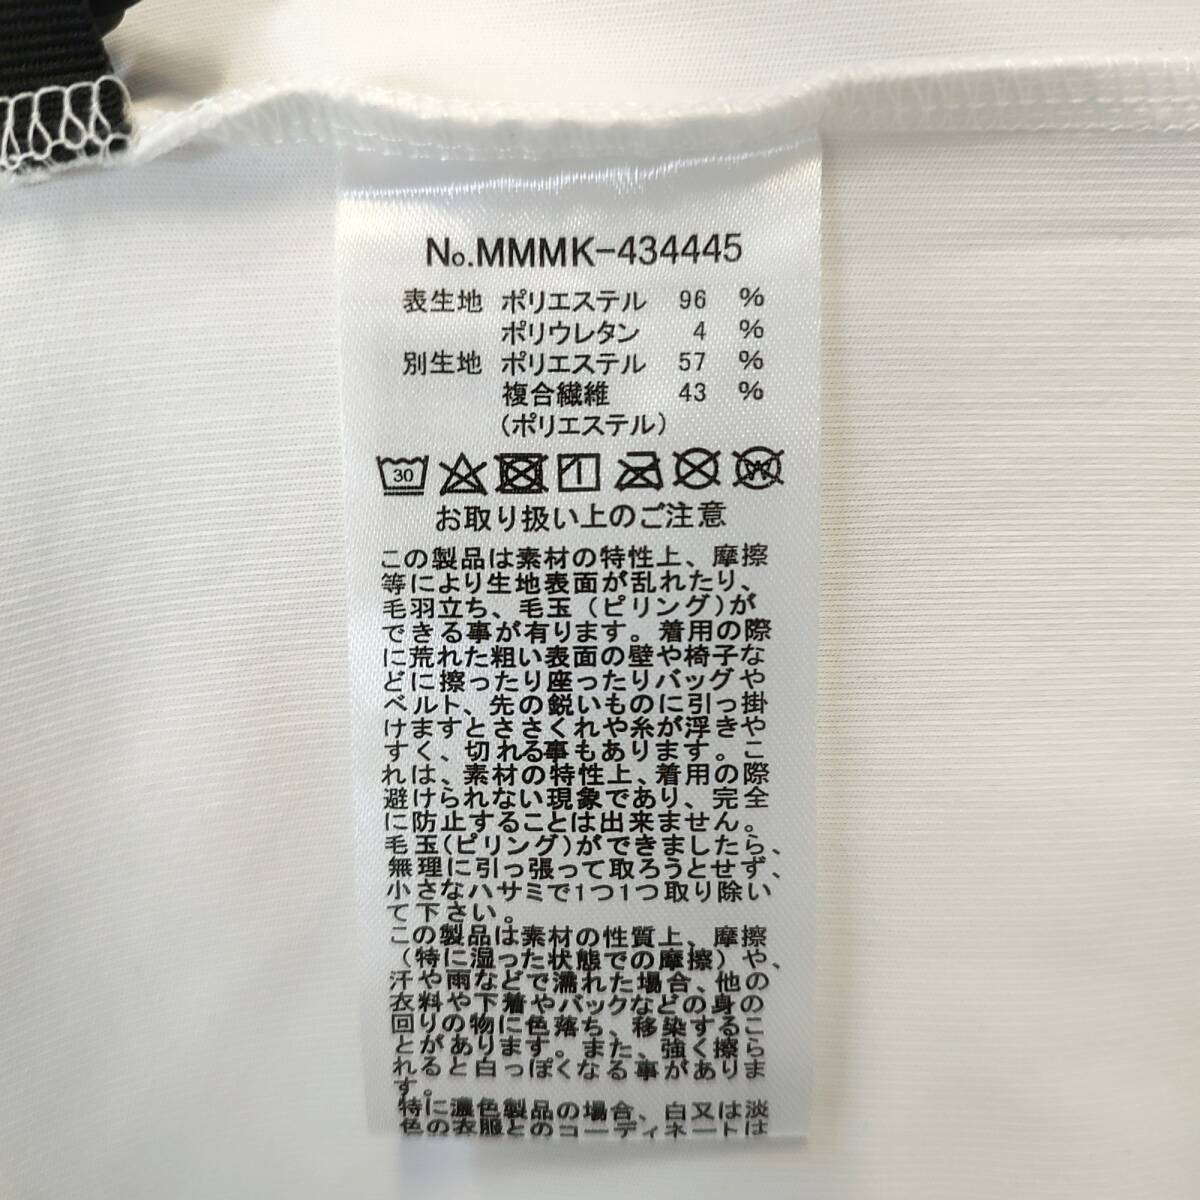 No.MMMK-434445
表生地 ポリエステル 96 %
ポリウレタン 4 %
別生地 ポリエステル 57 %
複合繊維 43 %
(ポリエステル)
30
お取り扱い上のご注意
この製品は素材の特性上、摩擦
等により生地表面が乱れたり、
毛羽立ち、毛玉(ピリング)が
できる事が有ります。着用の際
に荒れた粗い表面の壁や椅子な
どに擦ったり座ったりバッグや
ベルト、先の鋭いものに引っ掛
けますとささくれや糸が浮きや
すく、切れる事もあります。こ
れは、素材の特性上、着用の際
避けられない現象であり、完全
に防止することは出来ません。
毛玉(ピリング)ができましたら、
無理に引っ張って取ろうとせず、
小さなハサミで1つ1つ取り除い
て下さい。
この製品は素材の性質上、摩擦
(特に湿った状態での摩擦)や、
汗や雨などで濡れた場合、他の
衣料や下着やバックなどの身の
回りの物に色落ち、移染するこ
とがあります。また、強く擦ら
れると白っぽくなる事がありま
す。
特に濃色製品の場合、白又は淡
色の衣服とのコーディネートは